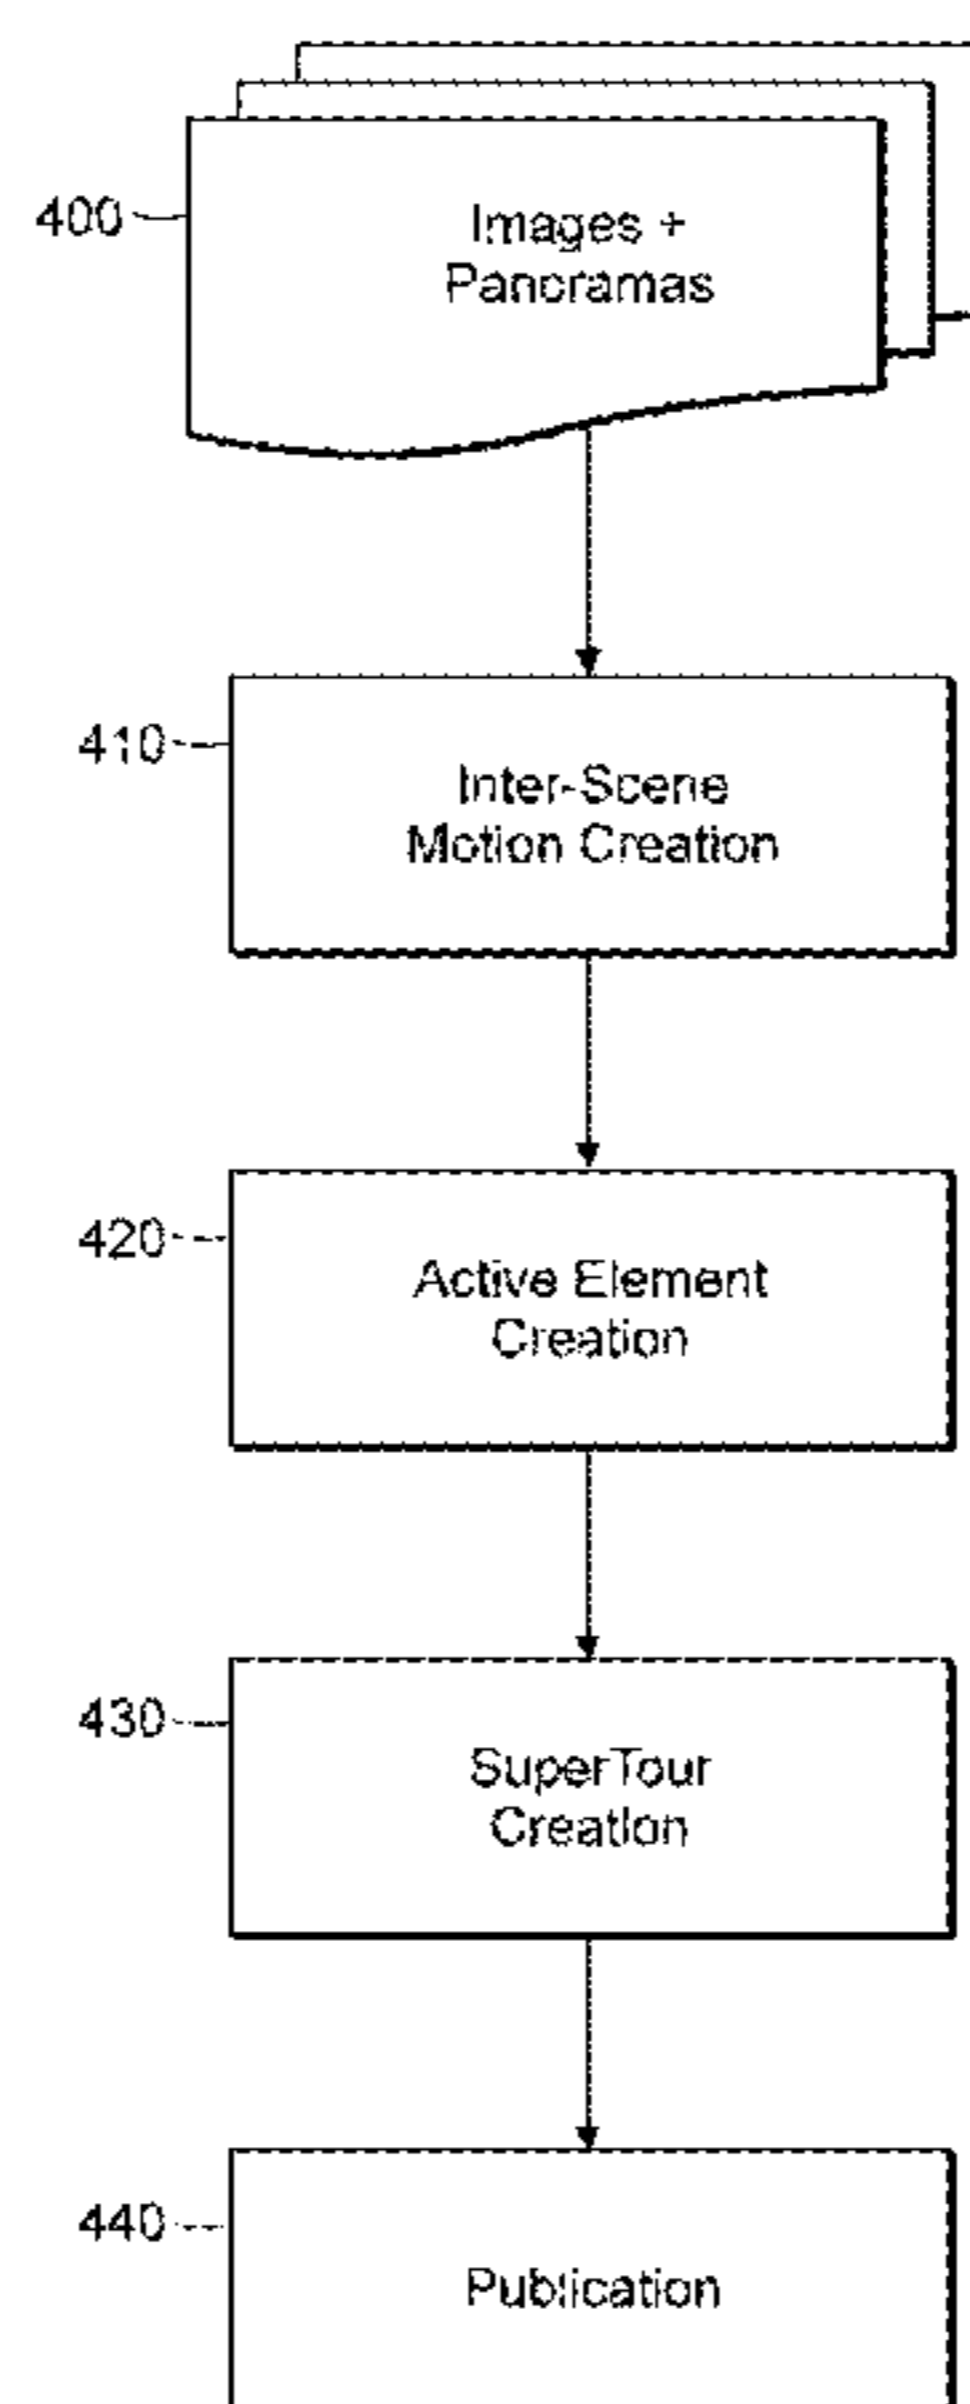 400
Images +
Panoramas
410
Inter-Scene
Motion Creation
420
Active Element
Creation
430
SuperTour
Creation
440
Publication